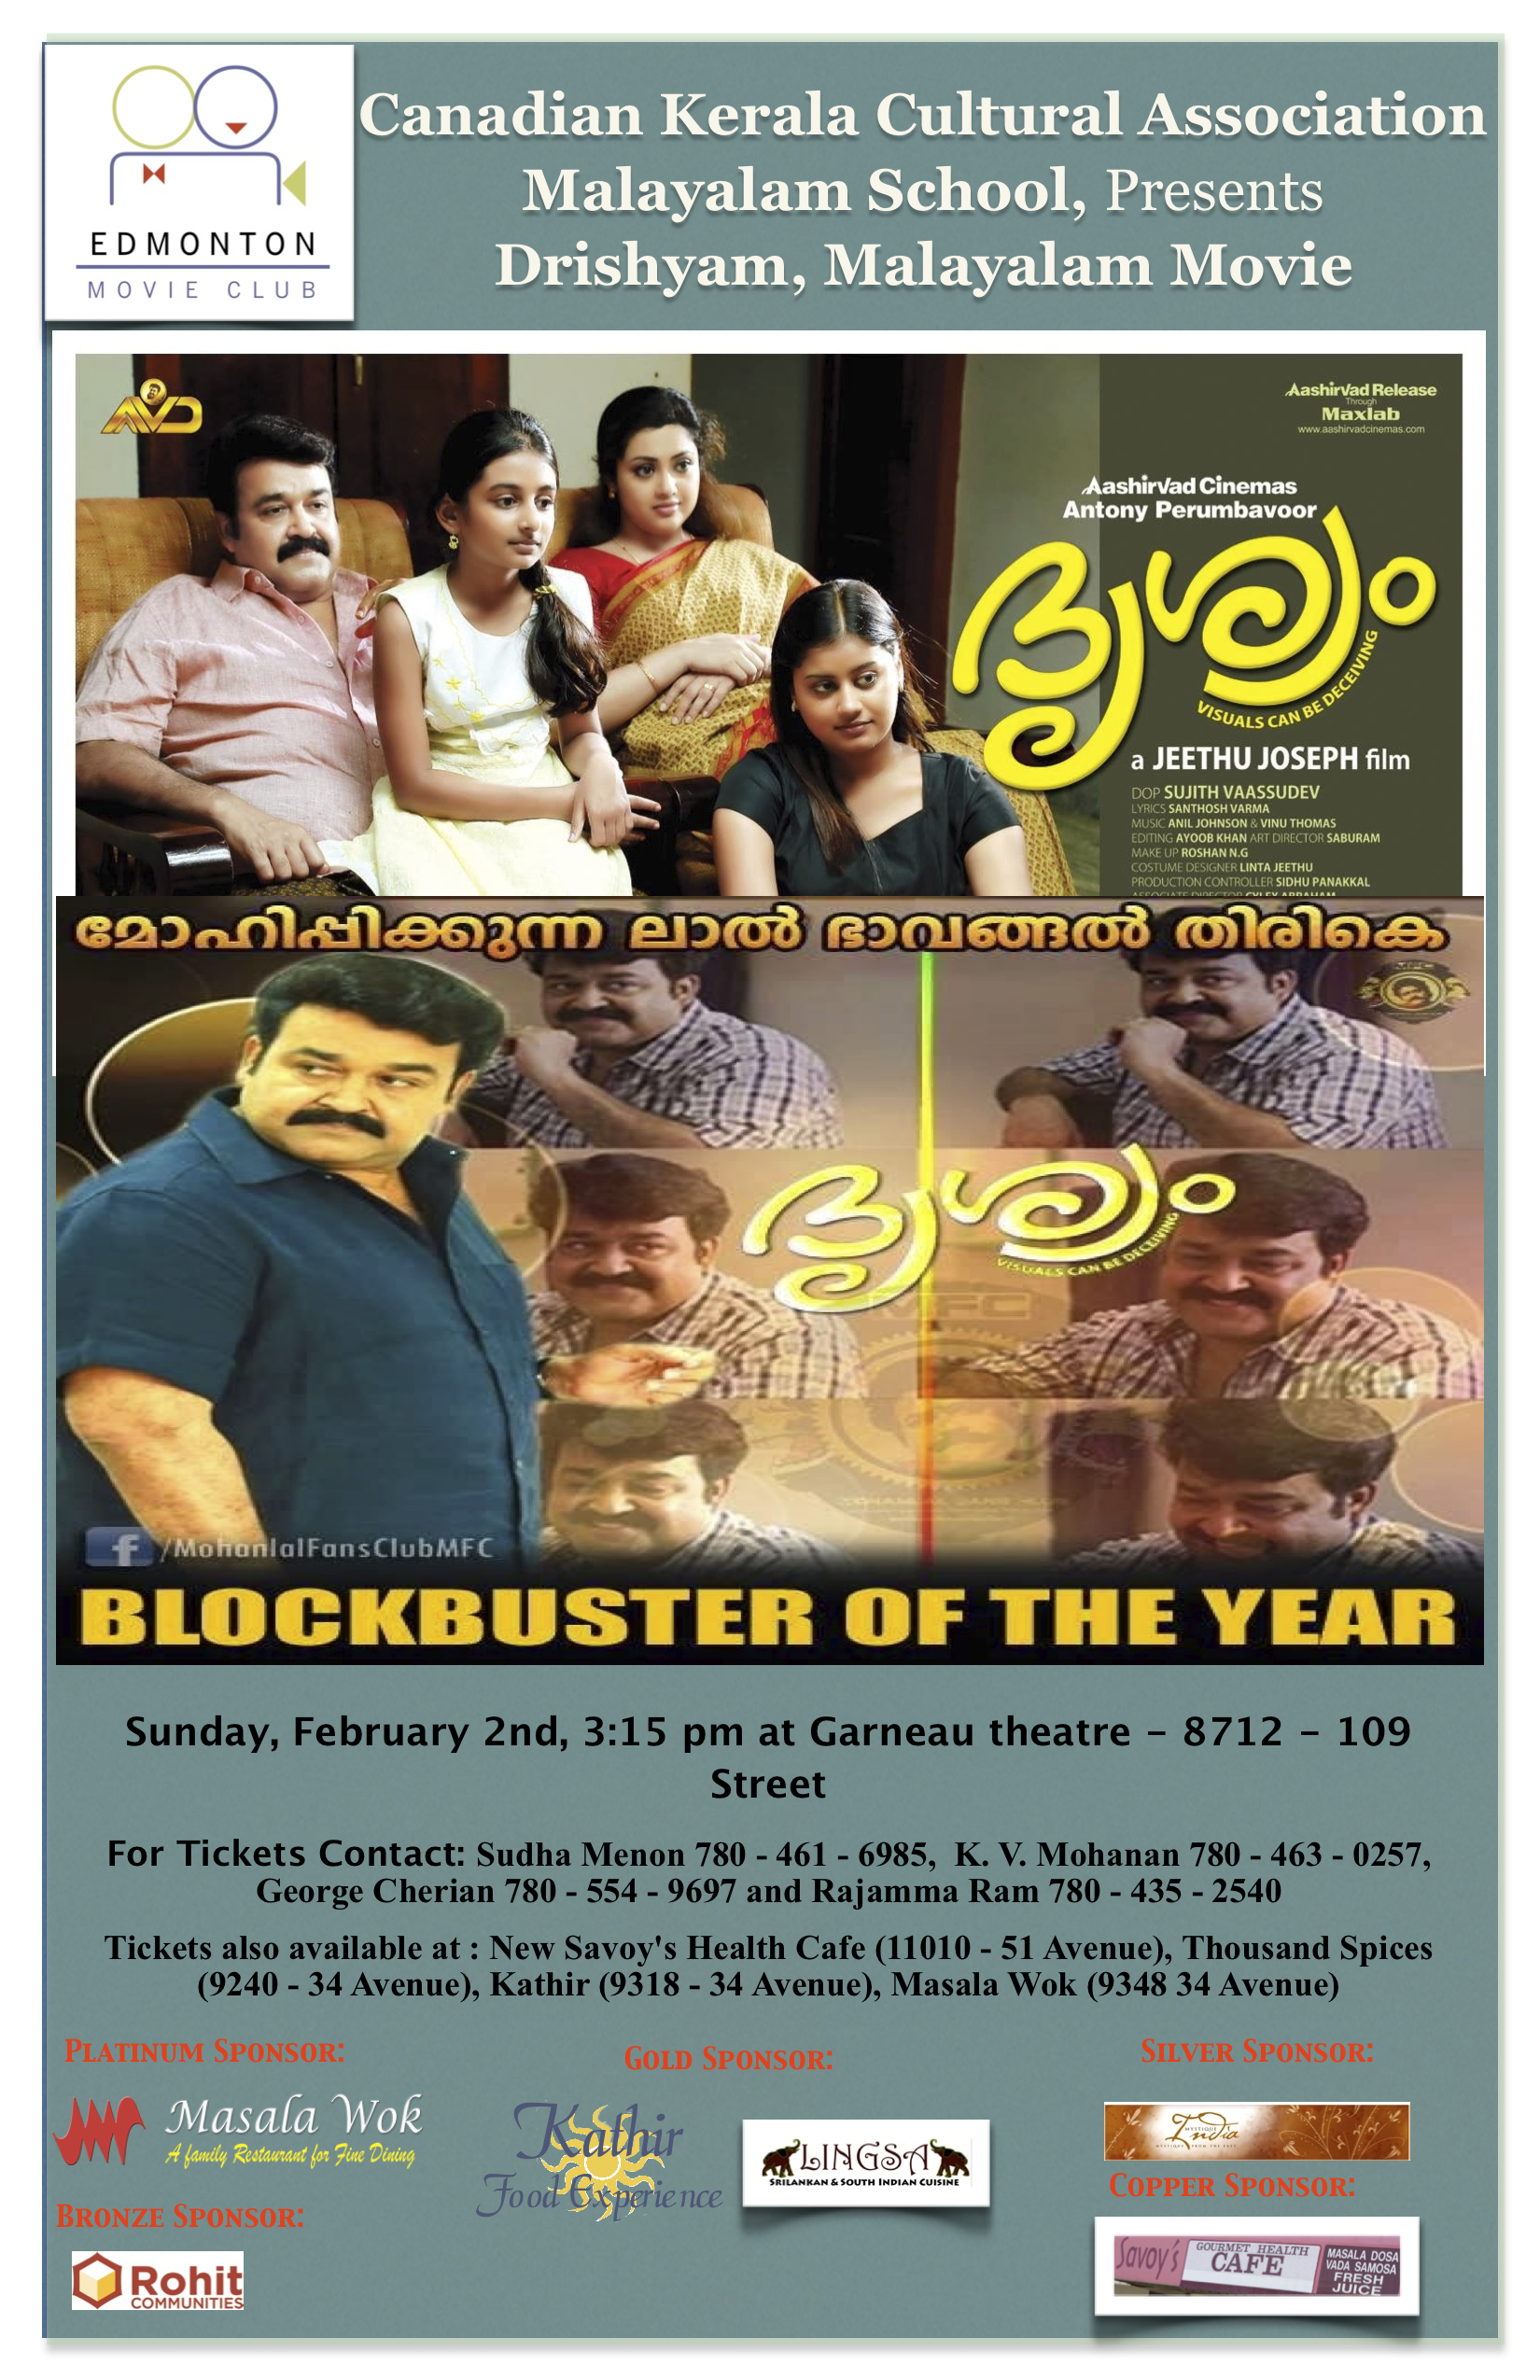 EDMONTON
MOVIE CLUB
Canadian Kerala Cultural Association
Malayalam School, Presents
Drishyam, Malayalam Movie
AashirVad Release
Through
Maxlab
www.aashirvadcinemas.com
AashirVad Cinemas
Antony Perumbavoor
ദൃശ്യം
VISUALS CAN BE DECEIVING
a JEETHU JOSEPH film
DOP SUJITH VAASSUDEV
LYRICS SANTHOSH VARMA
MUSIC ANIL JOHNSON & VINU THOMAS
EDITING AYOOB KHAN ART DIRECTOR SABURAM
MAKE UP ROSHAN N.G
COSTUME DESIGNER LINTA JEETHU
PRODUCTION CONTROLLER SIDHU PANAKKAL
മോഹിപ്പിക്കുന്ന ലാൽ ഭാവങ്ങൽ തിരികെ
ദൃശ്യം
VISUALS CAN BE DECEIVING
MFC
f /MohanlalFansClubMFC
BLOCKBUSTER OF THE YEAR
Sunday, February 2nd, 3:15 pm at Garneau theatre - 8712 - 109
Street
For Tickets Contact: Sudha Menon 780 - 461 - 6985, K. V. Mohanan 780 - 463 - 0257,
George Cherian 780 - 554 - 9697 and Rajamma Ram 780 - 435 - 2540
Tickets also available at : New Savoy's Health Cafe (11010 - 51 Avenue), Thousand Spices
(9240 - 34 Avenue), Kathir (9318 - 34 Avenue), Masala Wok (9348 34 Avenue)
PLATINUM SPONSOR:
Masala Wok
A family Restaurant for Fine Dining
GOLD SPONSOR:
Kathir
Food Experience
LINGSA
SRILANKAN & SOUTH INDIAN CUISINE
SILVER SPONSOR:
MYSTIQUE
India
MYSTIQUE FROM THE EAST
COPPER SPONSOR:
Savoy's
GOURMET HEALTH
CAFE
MASALA DOSA
VADA SAMOSA
FRESH
JUICE
BRONZE SPONSOR:
Rohit
COMMUNITIES